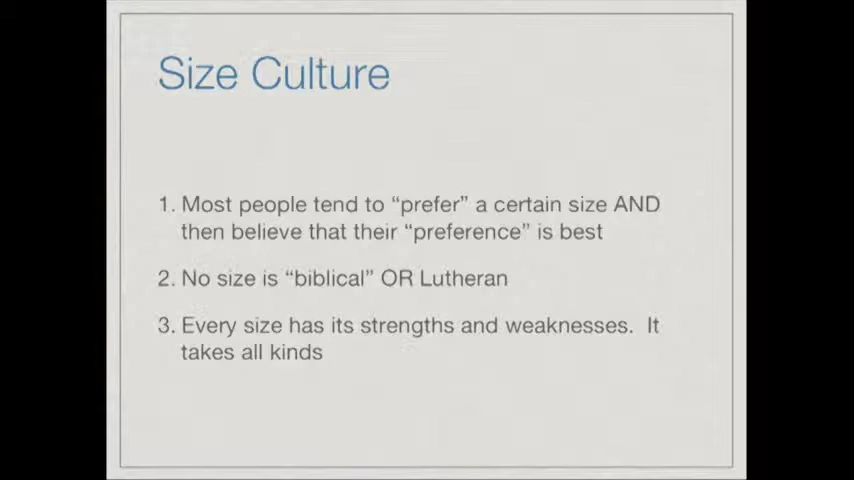 Size Culture
1. Most people tend to “prefer” a certain size AND
then believe that their “preference” is best
2. No size is “biblical” OR Lutheran
3. Every size has its strengths and weaknesses.  It
takes all kinds